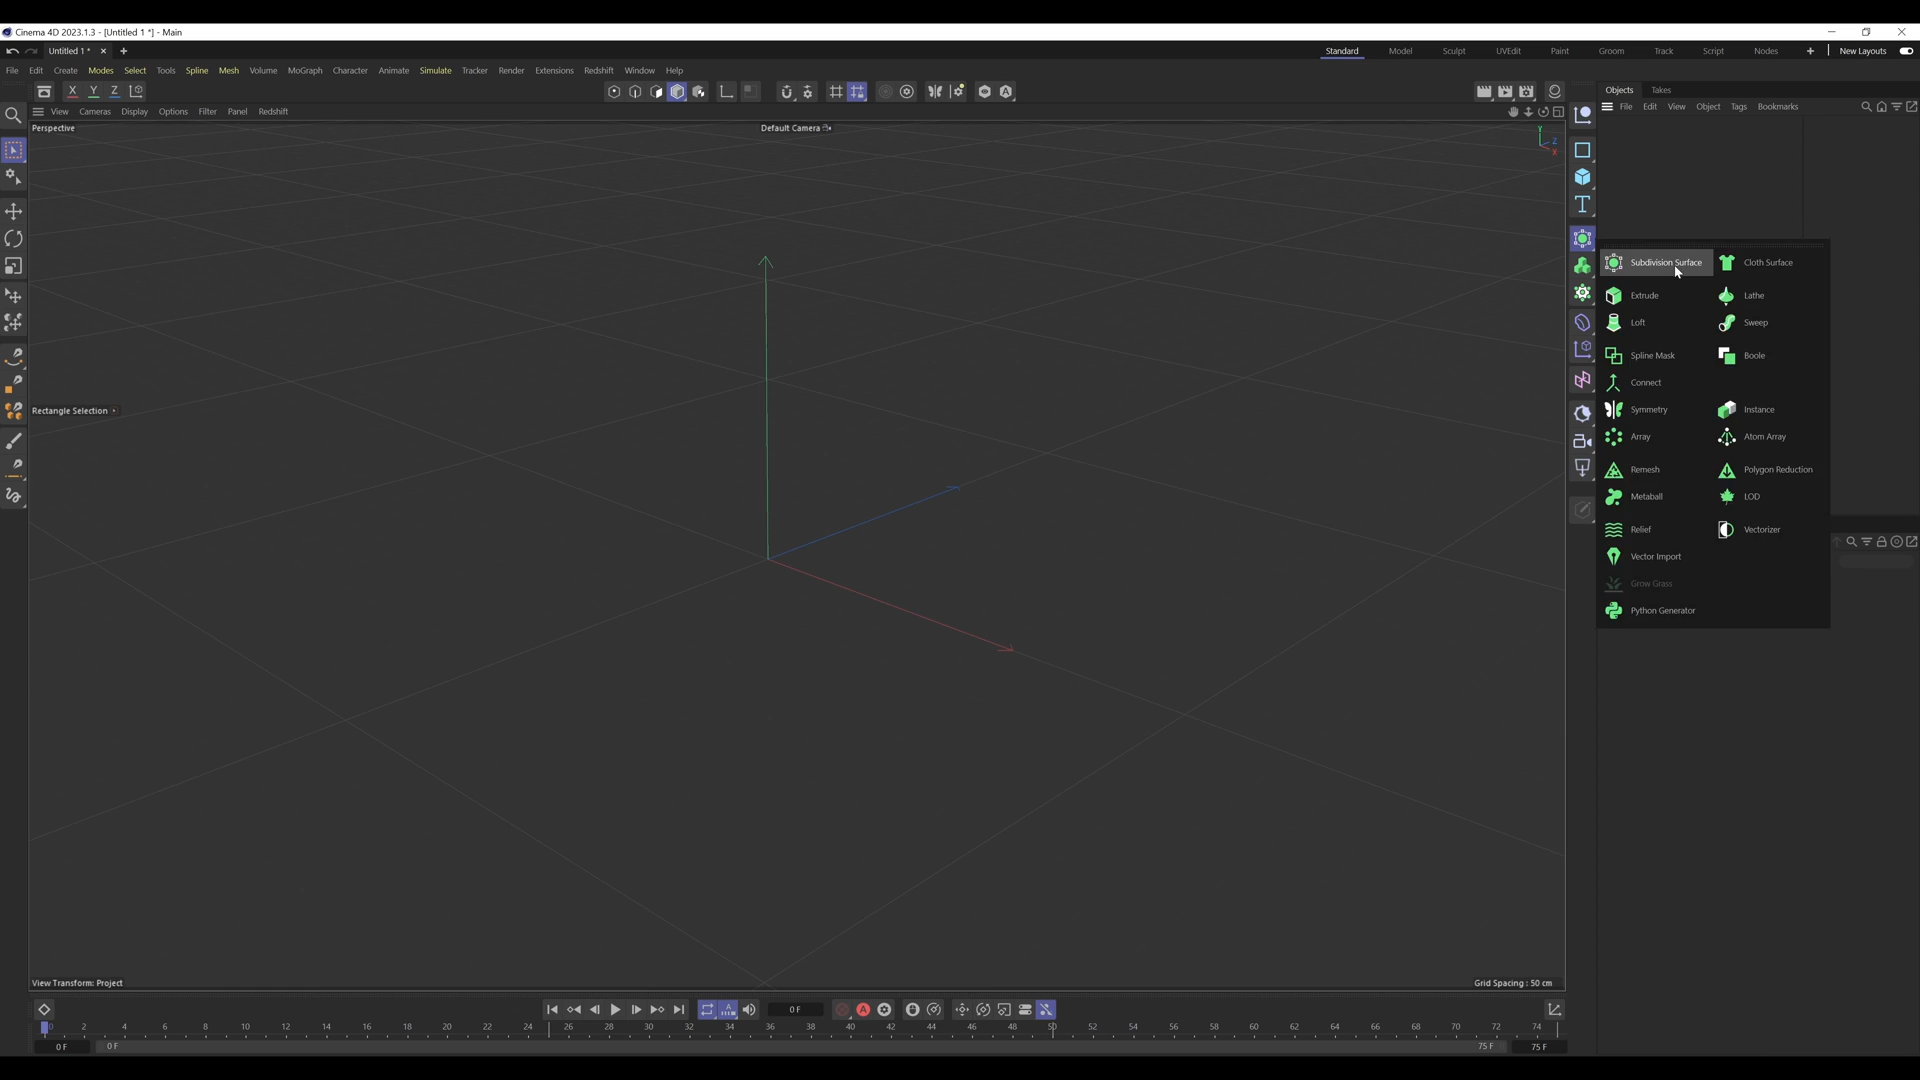 Cinema 4D 2023.1.3 - [Untitled 1 *] - Main
Untitled 1 * × +
Standard Model Sculpt UVEdit Paint Groom Track Script Nodes + New Layouts
File Edit Create Modes Select Tools Spline Mesh Volume MoGraph Character Animate Simulate Tracker Render Extensions Redshift Window Help
X Y Z
Objects Takes
View Cameras Display Options Filter Panel Redshift
File Edit View Object Tags Bookmarks
Perspective
Default Camera
Y
Z
X
Subdivision Surface Cloth Surface
Extrude Lathe
Loft Sweep
Spline Mask Boole
Connect
Rectangle Selection
Symmetry Instance
Array Atom Array
Remesh Polygon Reduction
Metaball LOD
Relief Vectorizer
Vector Import
Grow Grass
Python Generator
View Transform: Project
Grid Spacing : 50 cm
0 F
0 2 4 6 8 10 12 14 16 18 20 22 24 26 28 30 32 34 36 38 40 42 44 46 48 50 52 54 56 58 60 62 64 66 68 70 72 74
0 F 0 F 75 F 75 F